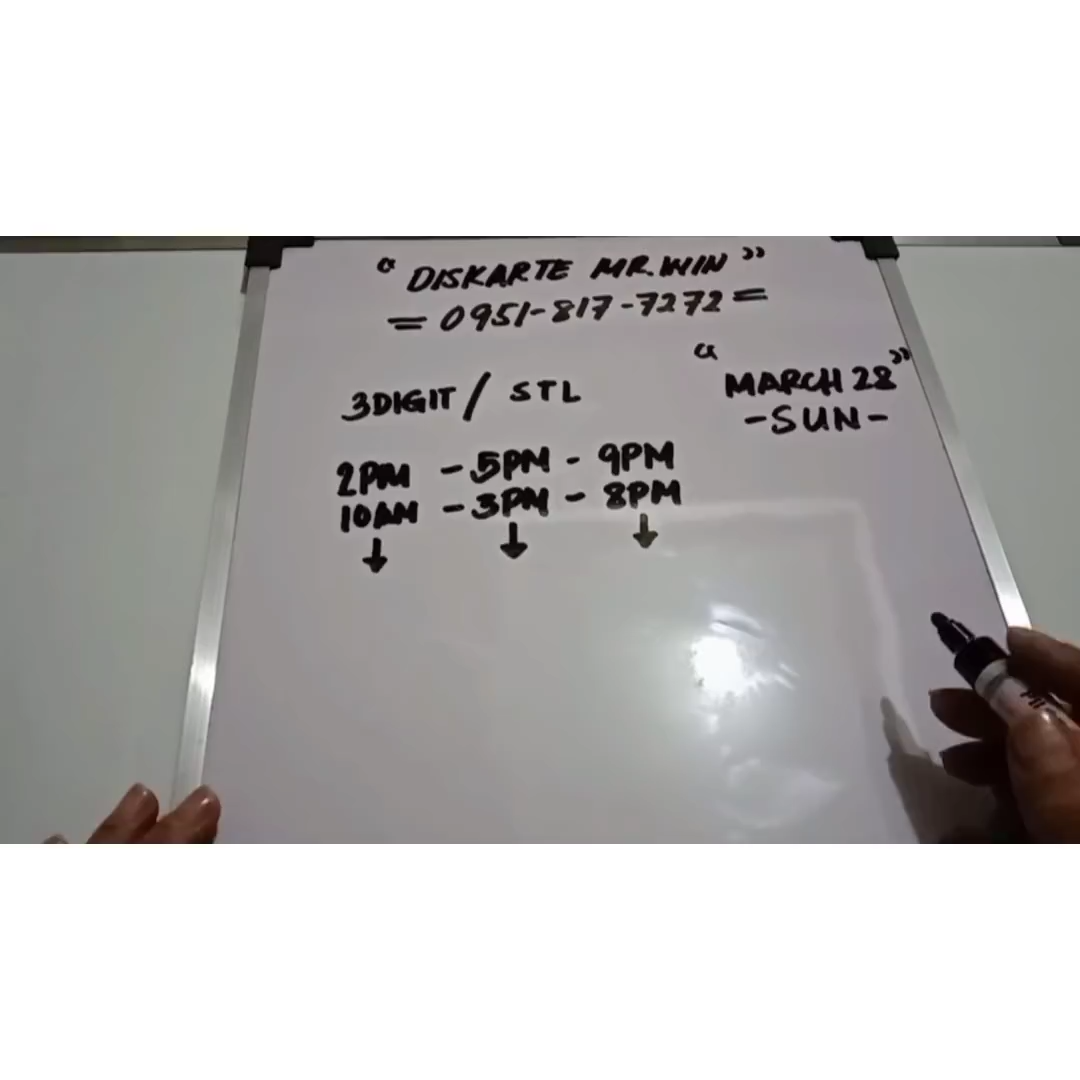 “ DISKARTE MR. WIN ”
= 0951-817-7272 =
“ MARCH 28 ”
- SUN -
3DIGIT / STL
2PM - 5PM - 9PM
10AM - 3PM - 8PM